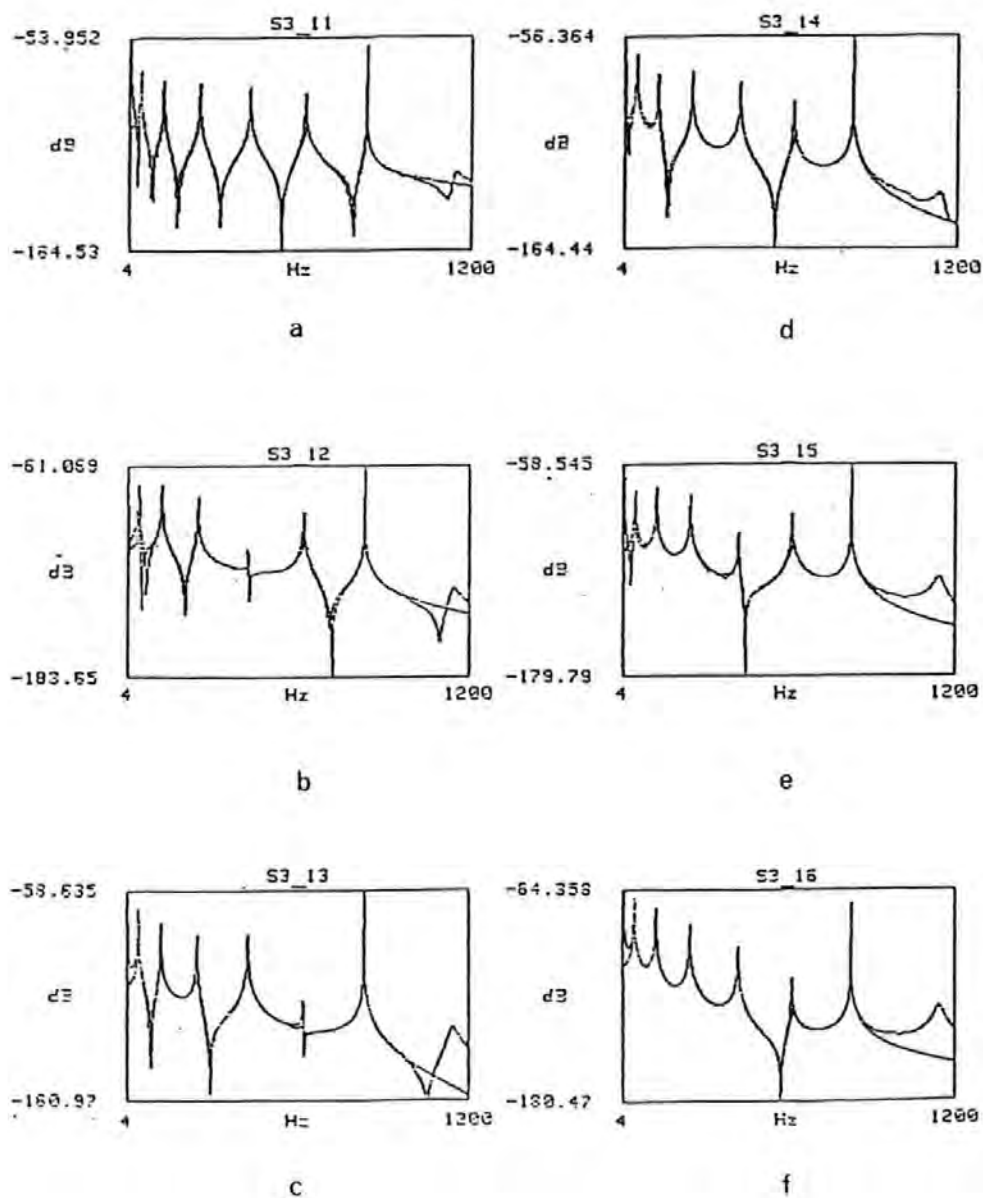 S3_11
-53.952
dB
-164.53
4 Hz 1200
a
S3_14
-56.364
dB
-164.44
4 Hz 1200
d
S3_12
-61.069
dB
-183.65
4 Hz 1200
b
S3_15
-58.545
dB
-179.79
4 Hz 1200
e
S3_13
-58.635
dB
-160.97
4 Hz 1200
c
S3_16
-64.358
dB
-180.47
4 Hz 1200
f